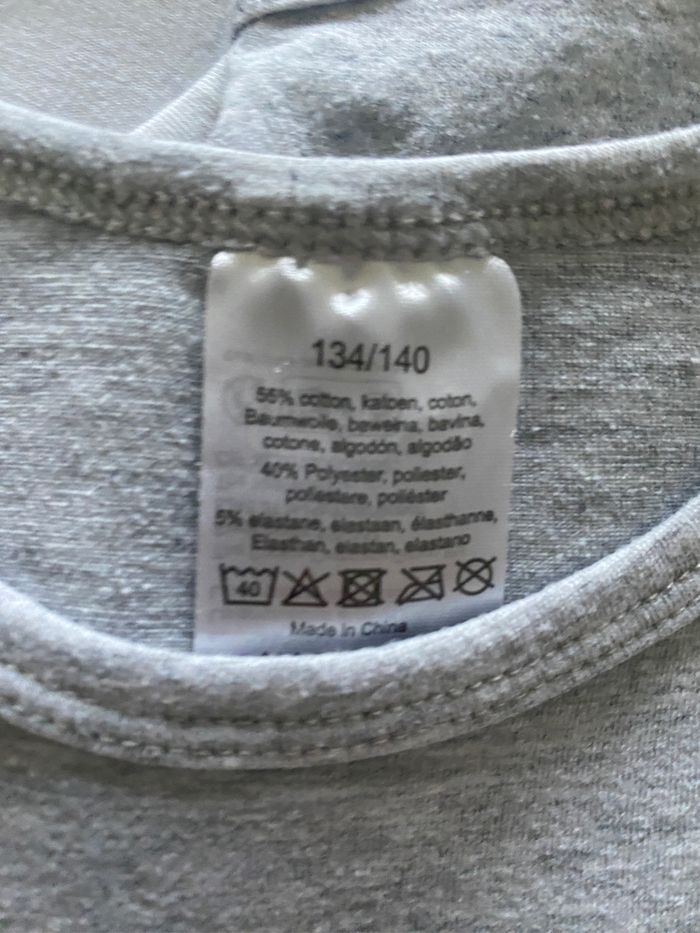 134/140
55% cotton, katoen, coton,
Baumwolle, baweina, bavlna,
cotone, algodón, algodão
40% Polyester, poliester,
poliestere, poliéster
5% elastane, elastaan, élasthanne,
Elasthan, elastan, elastano
40
Made in China